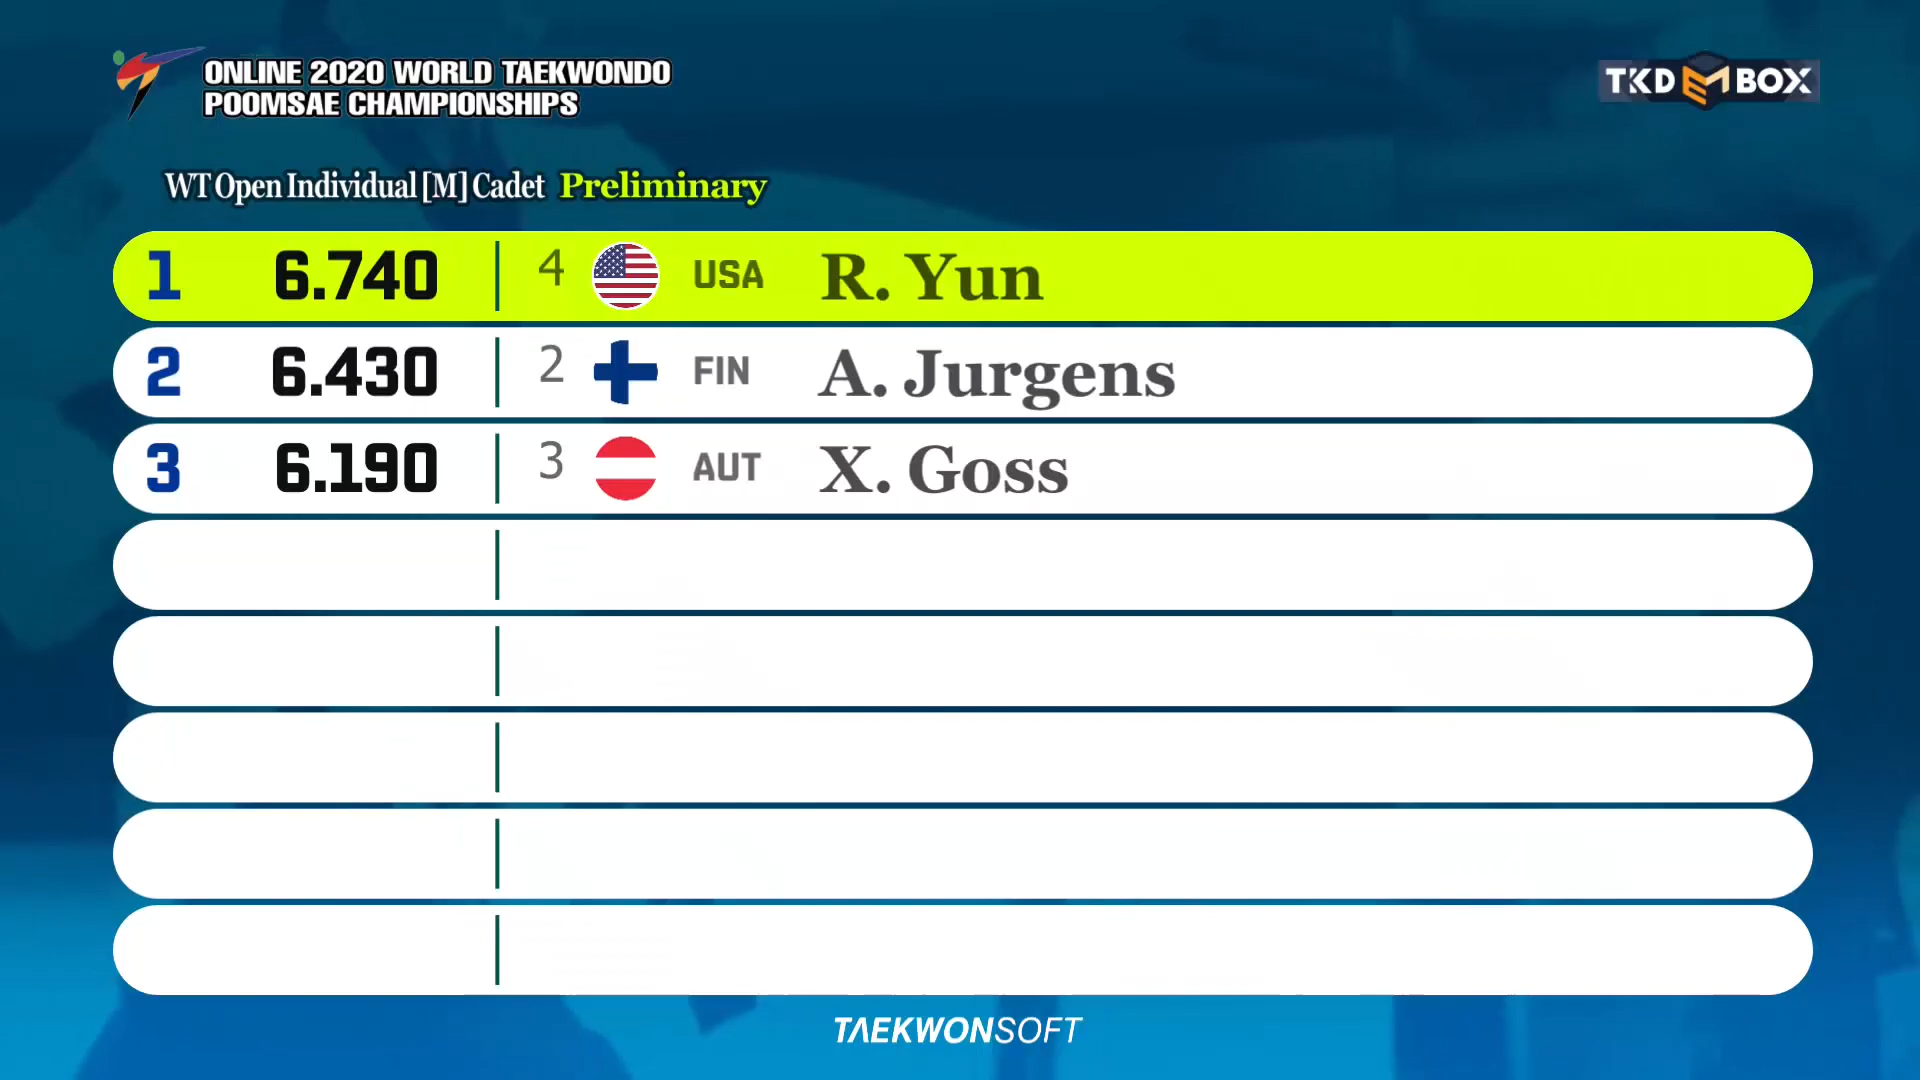 ONLINE 2020 WORLD TAEKWONDO
POOMSAE CHAMPIONSHIPS
TKD BOX
WT Open Individual [M] Cadet Preliminary
1 6.740 4 USA R. Yun
2 6.430 2 FIN A. Jurgens
3 6.190 3 AUT X. Goss
TAEKWONSOFT